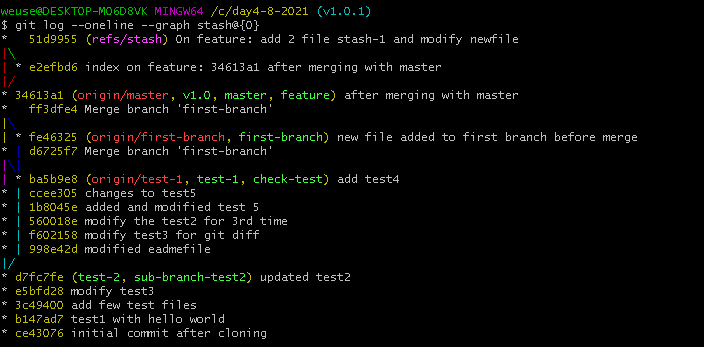 weuse@DESKTOP-MO6D8VK MINGW64 /c/day4-8-2021 (v1.0.1)
$ git log --oneline --graph stash@{0}
*   51d9955 (refs/stash) On feature: add 2 file stash-1 and modify newfile
|\
| * e2efbd6 index on feature: 34613a1 after merging with master
|/
* 34613a1 (origin/master, v1.0, master, feature) after merging with master
*   ff3dfe4 Merge branch 'first-branch'
|\
| * fe46325 (origin/first-branch, first-branch) new file added to first branch before merge
* | d6725f7 Merge branch 'first-branch'
|\|
| * ba5b9e8 (origin/test-1, test-1, check-test) add test4
* | ccee305 changes to test5
* | 1b8045e added and modified test 5
* | 560018e modify the test2 for 3rd time
* | f602158 modify test3 for git diff
* | 998e42d modified eadmefile
|/
* d7fc7fe (test-2, sub-branch-test2) updated test2
* e5bfd28 modify test3
* 3c49400 add few test files
* b147ad7 test1 with hello world
* ce43076 initial commit after cloning